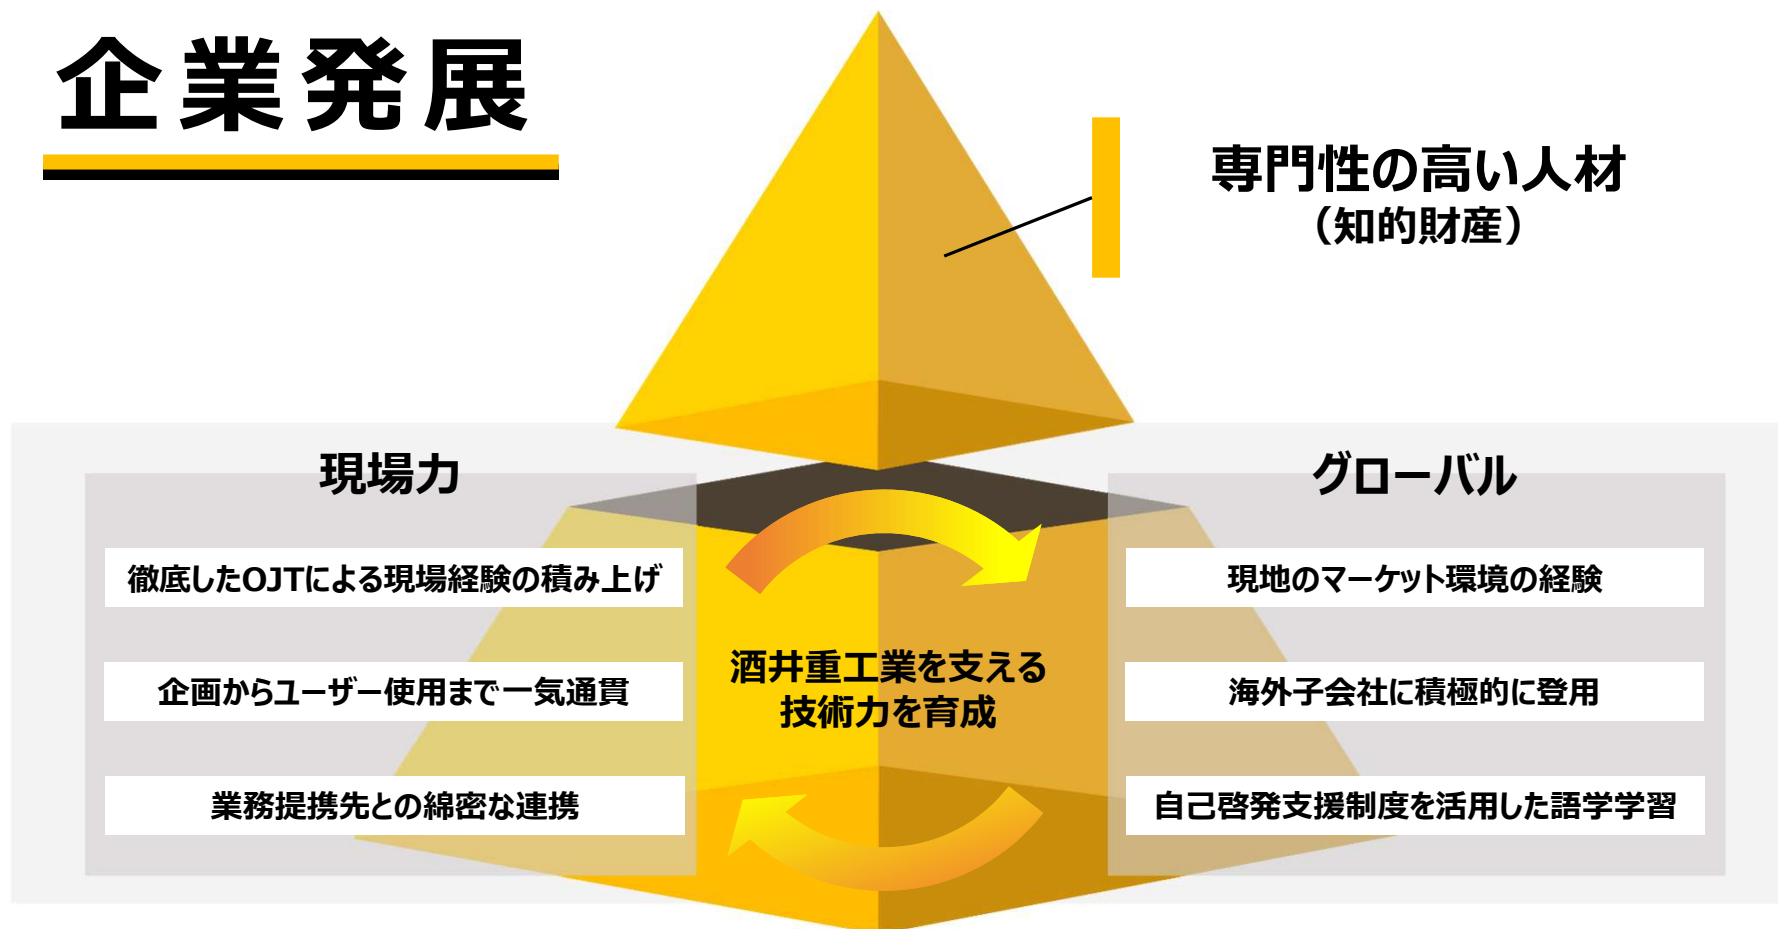 企業発展
専門性の高い人材
（知的財産）
現場力
徹底したOJTによる現場経験の積み上げ
企画からユーザー使用まで一気通貫
業務提携先との綿密な連携
酒井重工業を支える
技術力を育成
グローバル
現地のマーケット環境の経験
海外子会社に積極的に登用
自己啓発支援制度を活用した語学学習